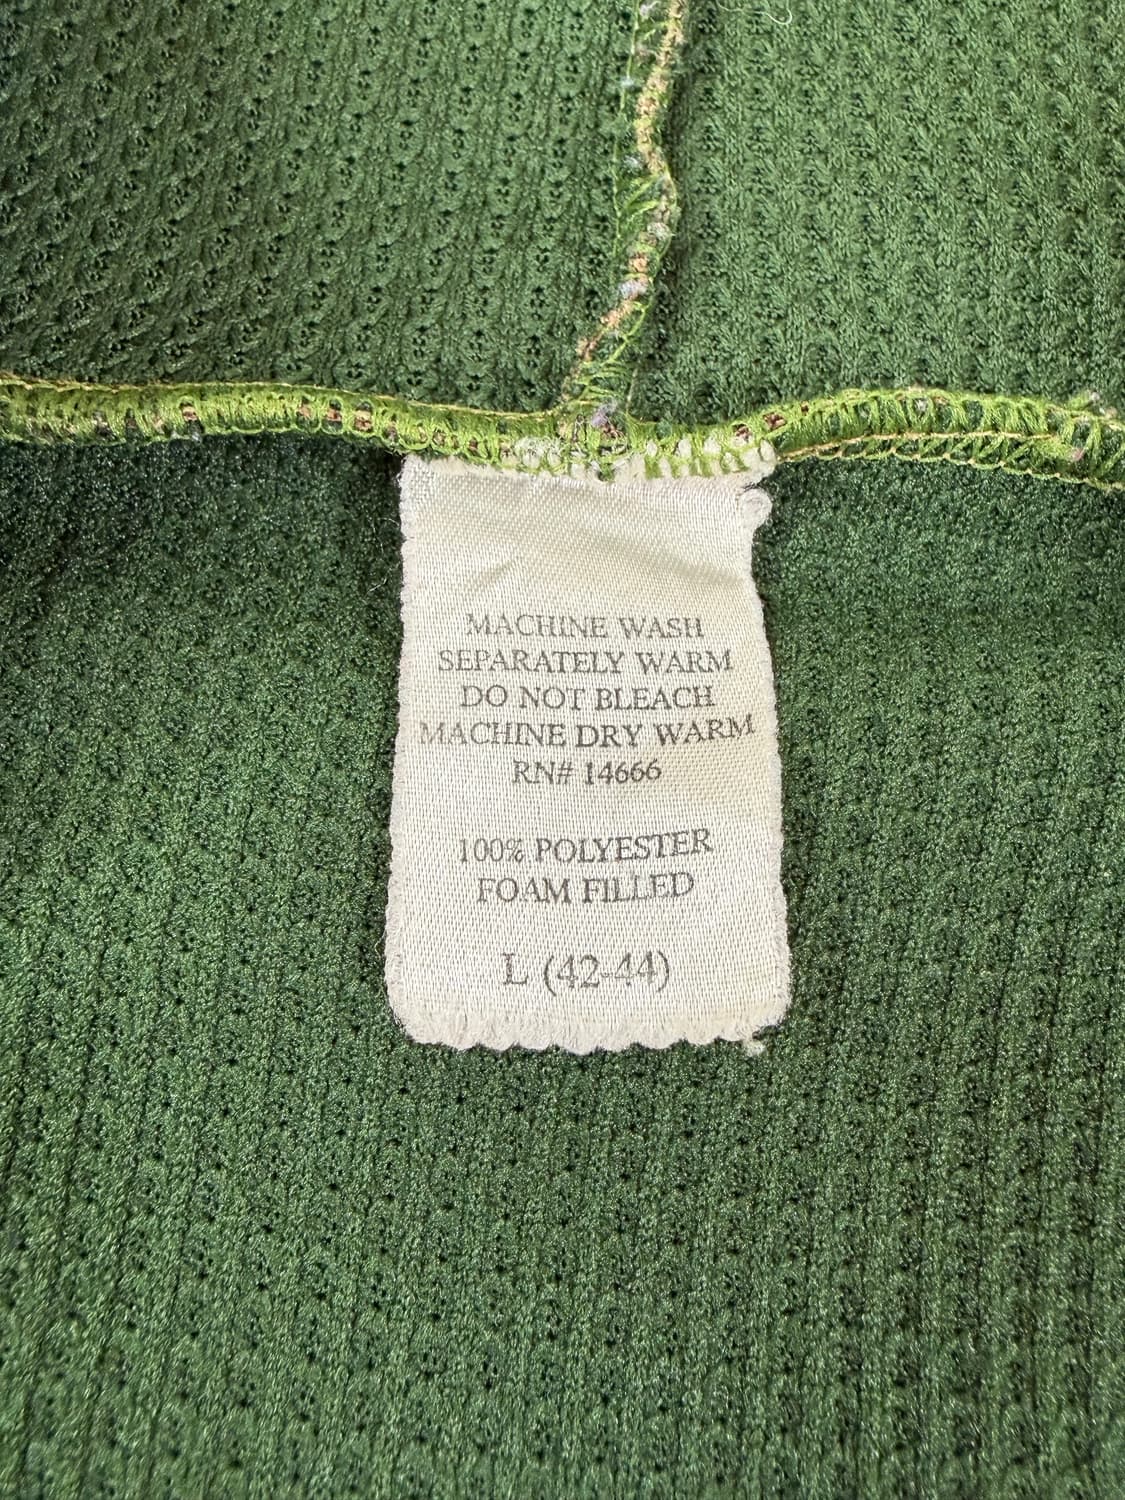 MACHINE WASH
SEPARATELY WARM
DO NOT BLEACH
MACHINE DRY WARM
RN# 14666
100% POLYESTER
FOAM FILLED
L (42-44)